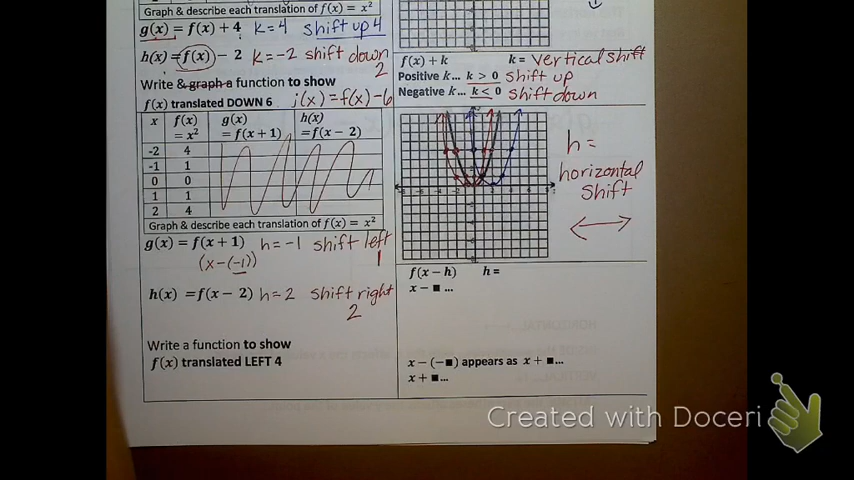 Graph & describe each translation of f(x) = x²
g(x) = f(x) + 4 k = 4 shift up 4
h(x) = f(x) - 2 k = -2 shift down
2
Write & graph a function to show
f(x) translated DOWN 6 j(x) = f(x) - 6
x f(x) = x² g(x) = f(x + 1) h(x) = f(x - 2)
-2 4
-1 1
0 0
1 1
2 4
Graph & describe each translation of f(x) = x²
g(x) = f(x + 1) h = -1 shift left
(x - (-1)) 1
h(x) = f(x - 2) h = 2 shift right
2
Write a function to show
f(x) translated LEFT 4
f(x) + k k = vertical shift
Positive k... k > 0 shift up
Negative k... k < 0 shift down
h =
horizontal
shift
f(x - h) h =
x - ■ ...
x - (-■) appears as x + ■...
x + ■...
Created with Doceri